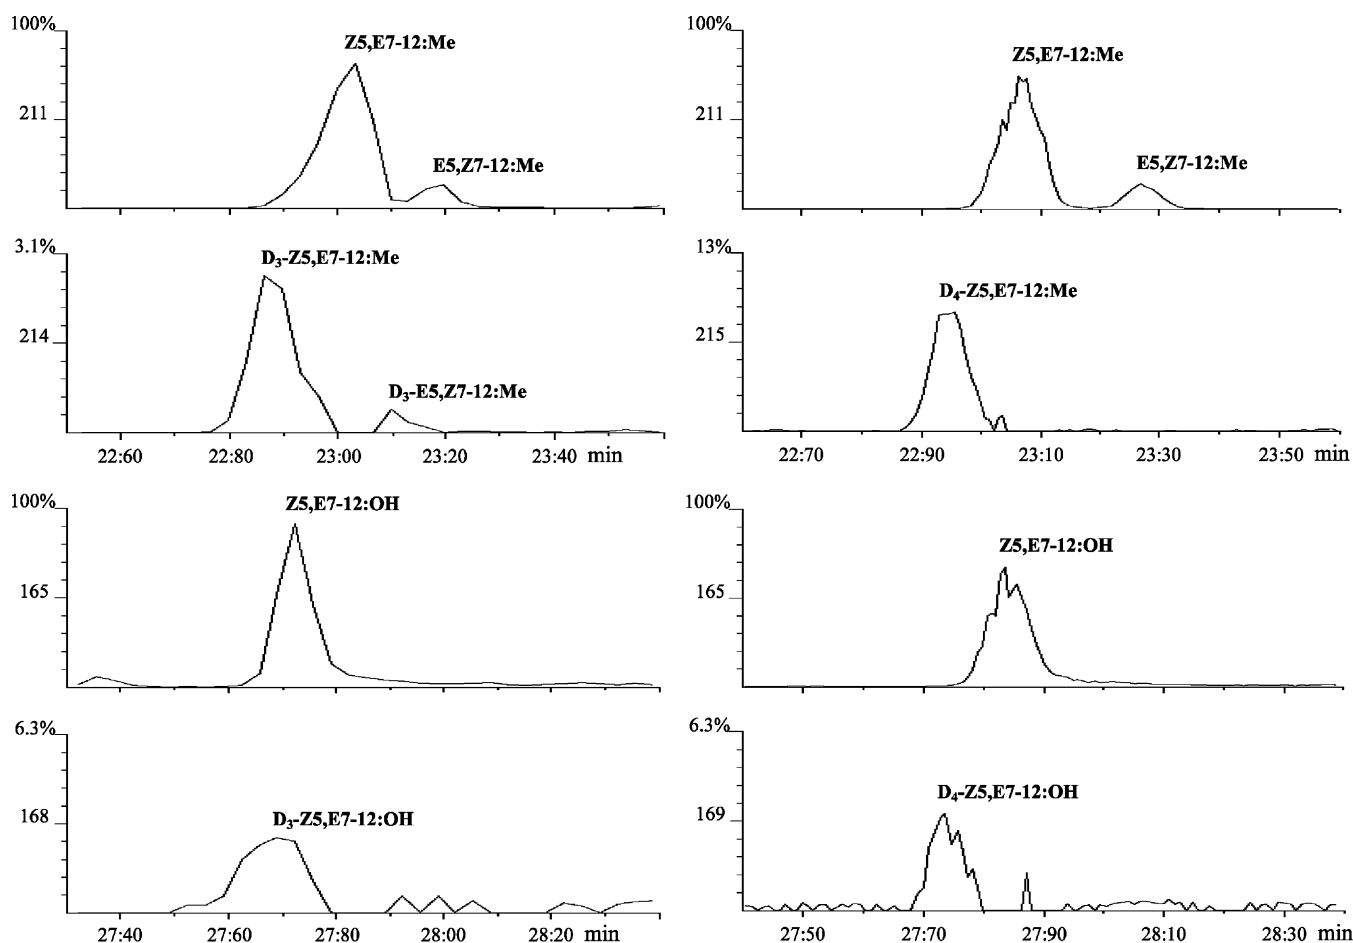 100%
Z5,E7-12:Me
211
E5,Z7-12:Me
3.1%
D₃-Z5,E7-12:Me
214
D₃-E5,Z7-12:Me
22:60 22:80 23:00 23:20 23:40 min
100%
Z5,E7-12:Me
211
E5,Z7-12:Me
13%
D₄-Z5,E7-12:Me
215
22:70 22:90 23:10 23:30 23:50 min
100%
Z5,E7-12:OH
165
6.3%
168
D₃-Z5,E7-12:OH
27:40 27:60 27:80 28:00 28:20 min
100%
Z5,E7-12:OH
165
6.3%
D₄-Z5,E7-12:OH
169
27:50 27:70 27:90 28:10 28:30 min